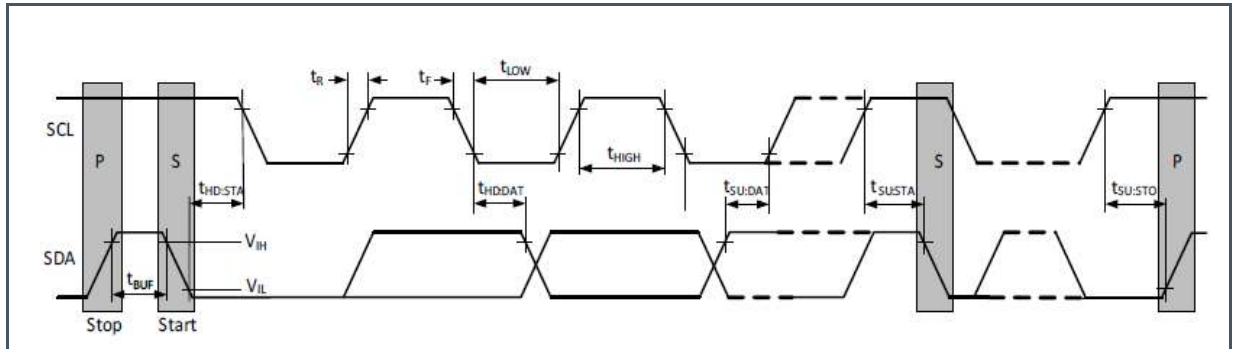 tR
tF
tLOW
SCL
P
S
tHIGH
S
P
tHD:STA
tHD:DAT
tSU:DAT
tSU:STA
tSU:STO
VIH
SDA
tBUF
VIL
Stop
Start